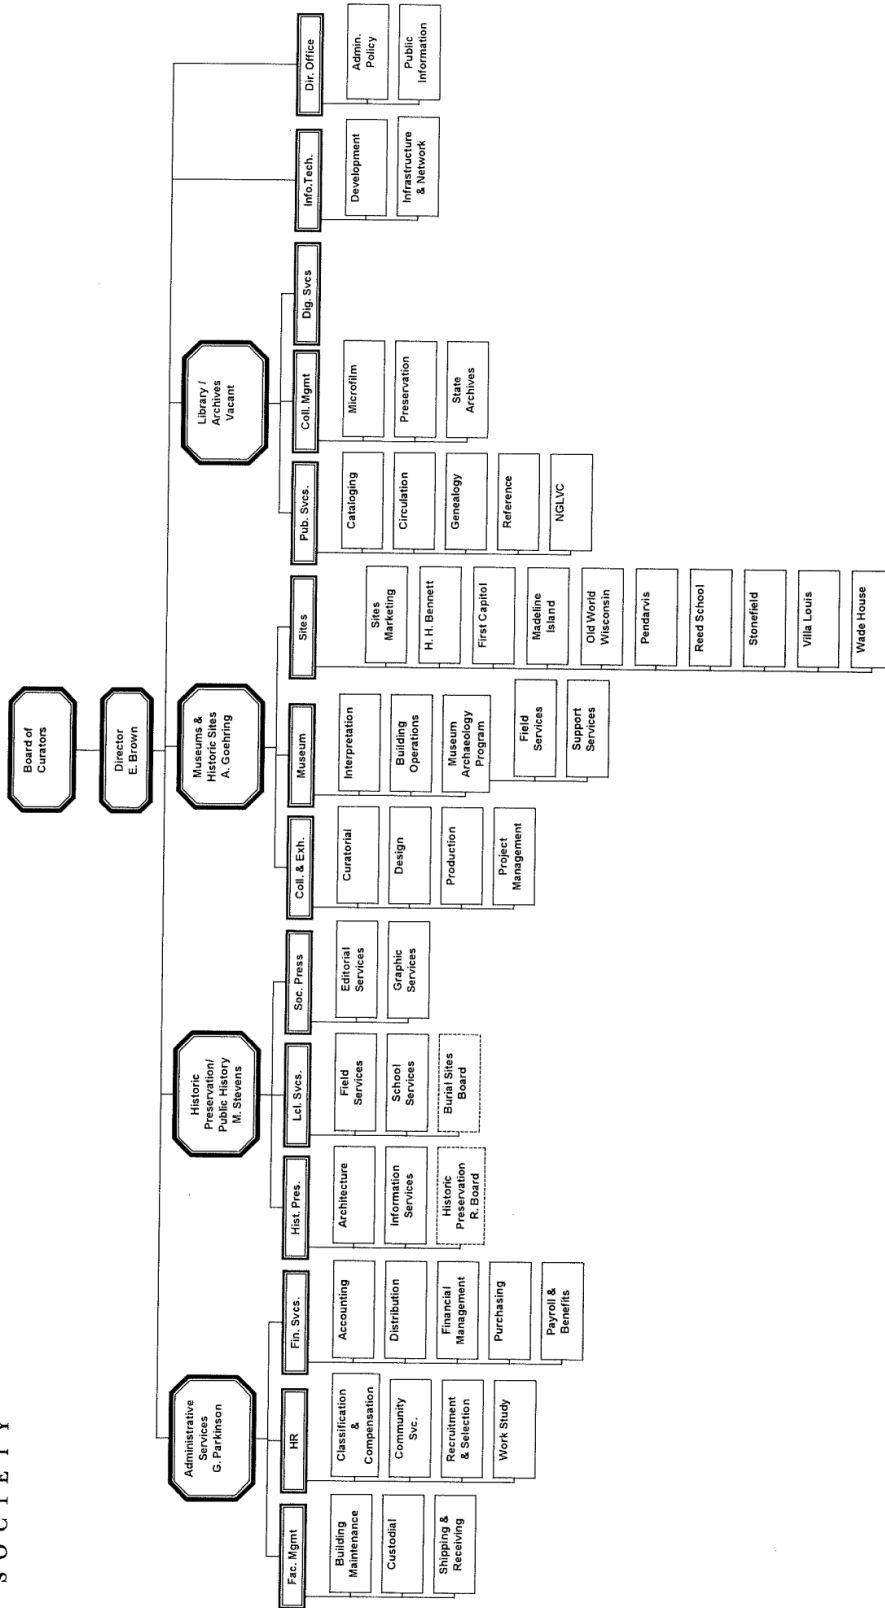 SOCIETY
Board of
Curators
Director
E. Brown
Administrative
Services
G. Parkinson
Historic
Preservation/
Public History
M. Stevens
Museums &
Historic Sites
A. Goehring
Library /
Archives
Vacant
Fac. Mgmt
Building
Maintenance
Custodial
Shipping &
Receiving
HR
Classification
&
Compensation
Community
Svc.
Recruitment
& Selection
Work Study
Fin. Svcs.
Accounting
Distribution
Financial
Management
Purchasing
Payroll &
Benefits
Hist. Pres.
Architecture
Information
Services
Historic
Preservation
R. Board
Lcl. Svcs.
Field
Services
School
Services
Burial Sites
Board
Soc. Press
Editorial
Services
Graphic
Services
Coll. & Exh.
Curatorial
Design
Production
Project
Management
Museum
Interpretation
Building
Operations
Museum
Archaeology
Program
Field
Services
Support
Services
Sites
Sites
Marketing
H. H. Bennett
First Capitol
Madeline
Island
Old World
Wisconsin
Pendarvis
Reed School
Stonefield
Villa Louis
Wade House
Pub. Svcs.
Cataloging
Circulation
Genealogy
Reference
NGLVC
Coll. Mgmt
Microfilm
Preservation
State
Archives
Dig. Svcs
Info.Tech.
Development
Infrastructure
& Network
Dir. Office
Admin.
Policy
Public
Information